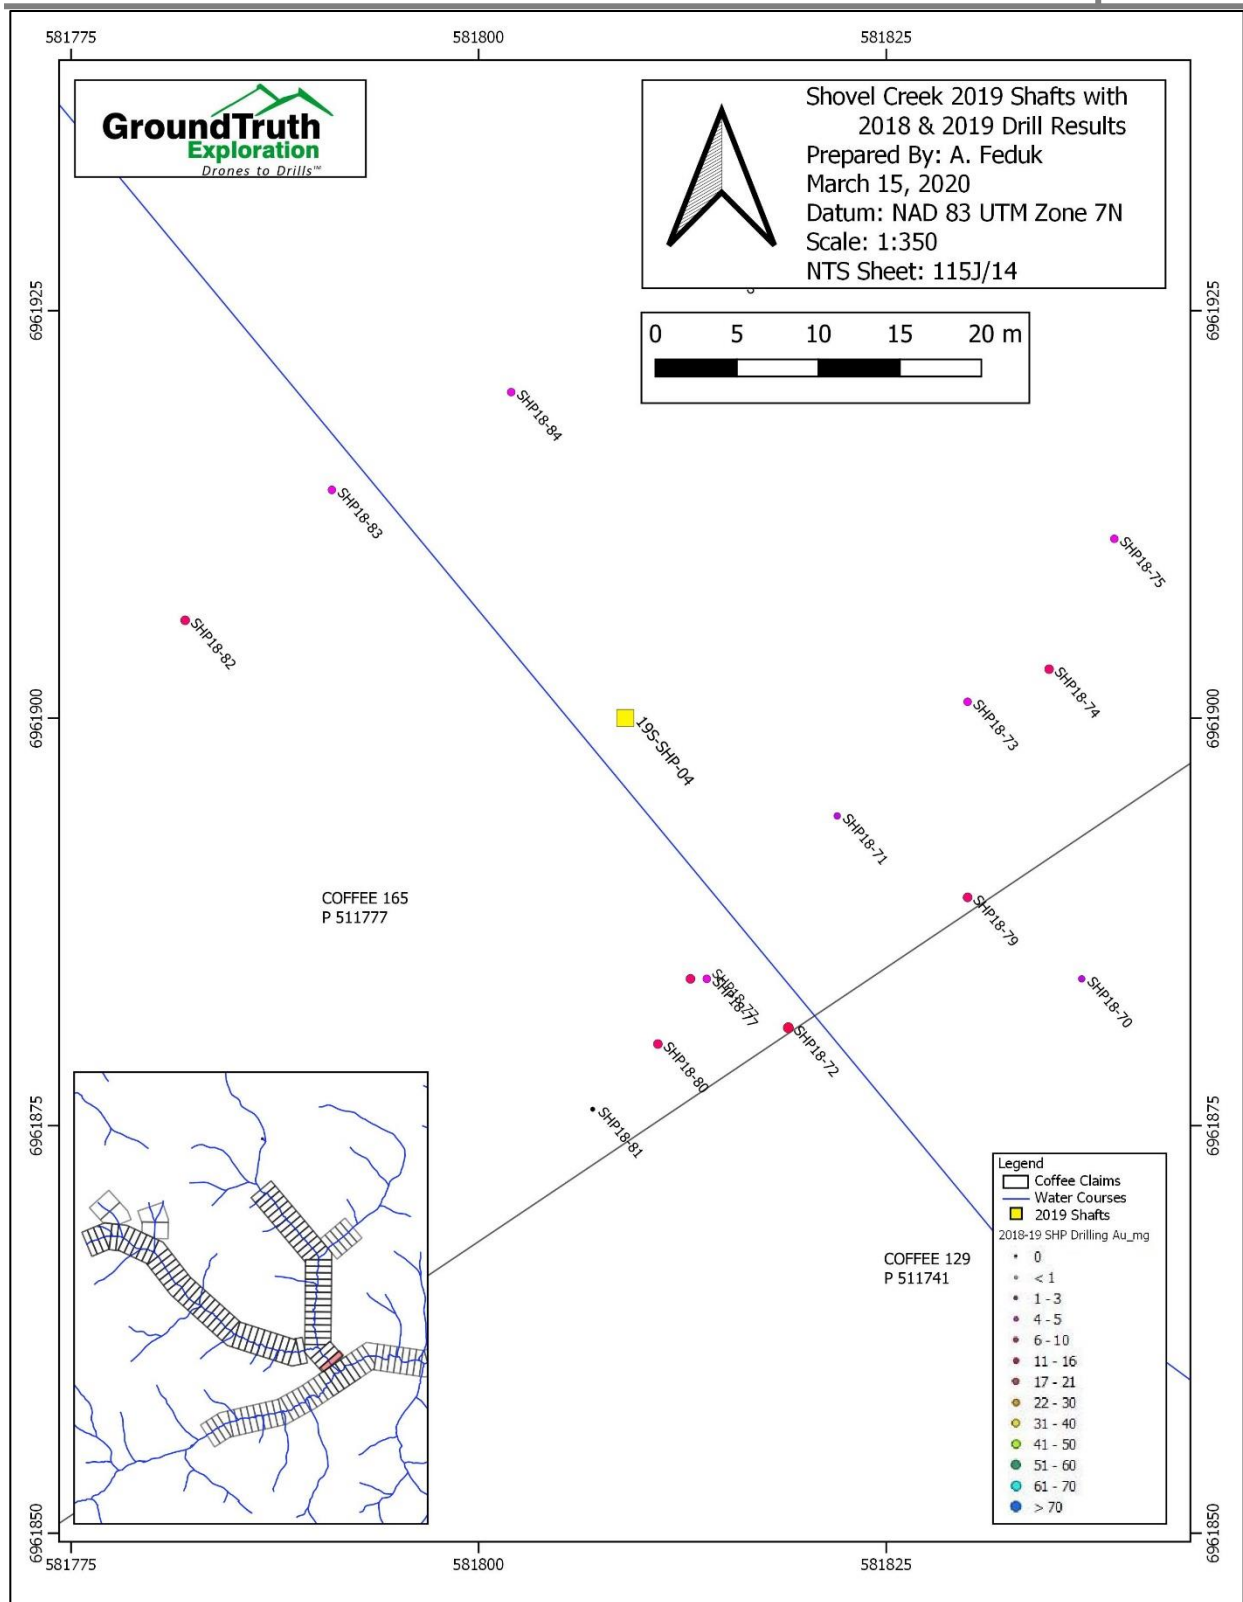 581775
581800
581825
GroundTruth
Exploration
Drones to Drills™
Shovel Creek 2019 Shafts with
2018 & 2019 Drill Results
Prepared By: A. Feduk
March 15, 2020
Datum: NAD 83 UTM Zone 7N
Scale: 1:350
NTS Sheet: 115J/14
6961925
6961925
0 5 10 15 20 m
SHP18-84
SHP18-83
SHP18-75
SHP18-82
SHP18-74
SHP18-73
6961900
6961900
19S-SHP-04
SHP18-71
COFFEE 165
P 511777
SHP18-79
SHP18-77
SHP18-70
SHP18-72
SHP18-80
SHP18-81
6961875
6961875
Legend
Coffee Claims
Water Courses
2019 Shafts
2018-19 SHP Drilling Au_mg
0
< 1
1 - 3
4 - 5
6 - 10
11 - 16
17 - 21
22 - 30
31 - 40
41 - 50
51 - 60
61 - 70
> 70
COFFEE 129
P 511741
6961850
6961850
581775
581800
581825